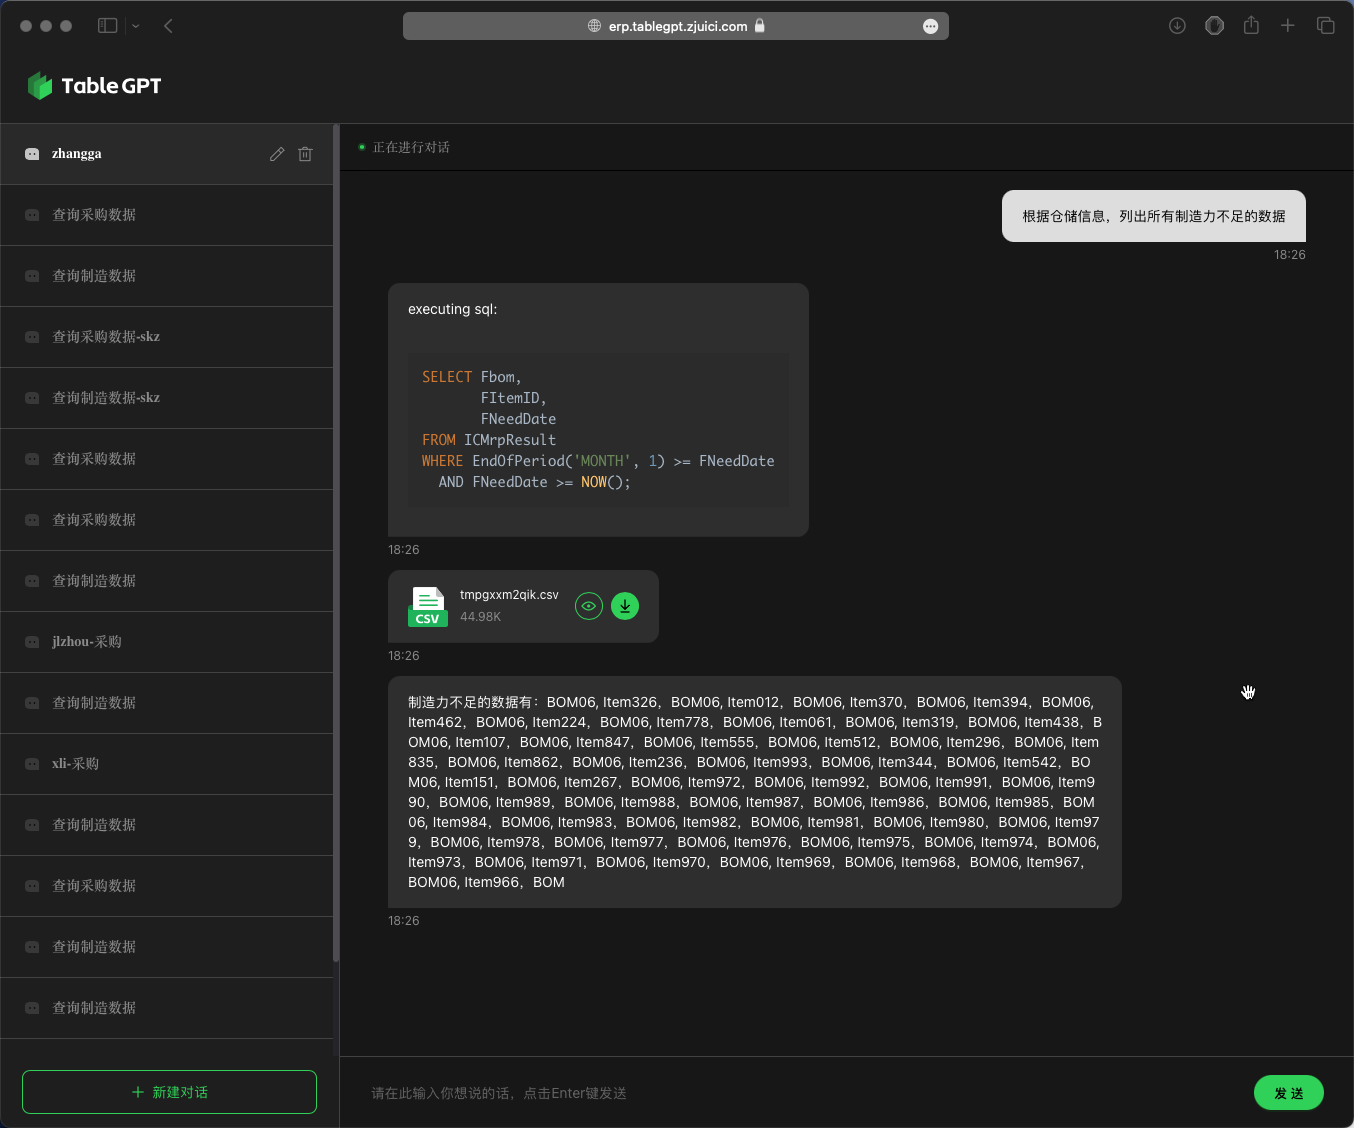 erp.tablegpt.zjuici.com
TableGPT
zhangga
查询采购数据
查询制造数据
查询采购数据-skz
查询制造数据-skz
查询采购数据
查询采购数据
查询制造数据
jlzhou-采购
查询制造数据
xli-采购
查询制造数据
查询采购数据
查询制造数据
查询制造数据
+ 新建对话
正在进行对话
根据仓储信息，列出所有制造力不足的数据
18:26
executing sql:
SELECT Fbom,
FItemID,
FNeedDate
FROM ICMrpResult
WHERE EndOfPeriod('MONTH', 1) >= FNeedDate
AND FNeedDate >= NOW();
18:26
CSV
tmpgxxm2qik.csv
44.98K
18:26
制造力不足的数据有：BOM06, Item326，BOM06, Item012，BOM06, Item370，BOM06, Item394，BOM06,
Item462，BOM06, Item224，BOM06, Item778，BOM06, Item061，BOM06, Item319，BOM06, Item438，B
OM06, Item107，BOM06, Item847，BOM06, Item555，BOM06, Item512，BOM06, Item296，BOM06, Item
835，BOM06, Item862，BOM06, Item236，BOM06, Item993，BOM06, Item344，BOM06, Item542，BO
M06, Item151，BOM06, Item267，BOM06, Item972，BOM06, Item992，BOM06, Item991，BOM06, Item9
90，BOM06, Item989，BOM06, Item988，BOM06, Item987，BOM06, Item986，BOM06, Item985，BOM
06, Item984，BOM06, Item983，BOM06, Item982，BOM06, Item981，BOM06, Item980，BOM06, Item97
9，BOM06, Item978，BOM06, Item977，BOM06, Item976，BOM06, Item975，BOM06, Item974，BOM06,
Item973，BOM06, Item971，BOM06, Item970，BOM06, Item969，BOM06, Item968，BOM06, Item967，
BOM06, Item966，BOM
18:26
请在此输入你想说的话，点击Enter键发送
发 送